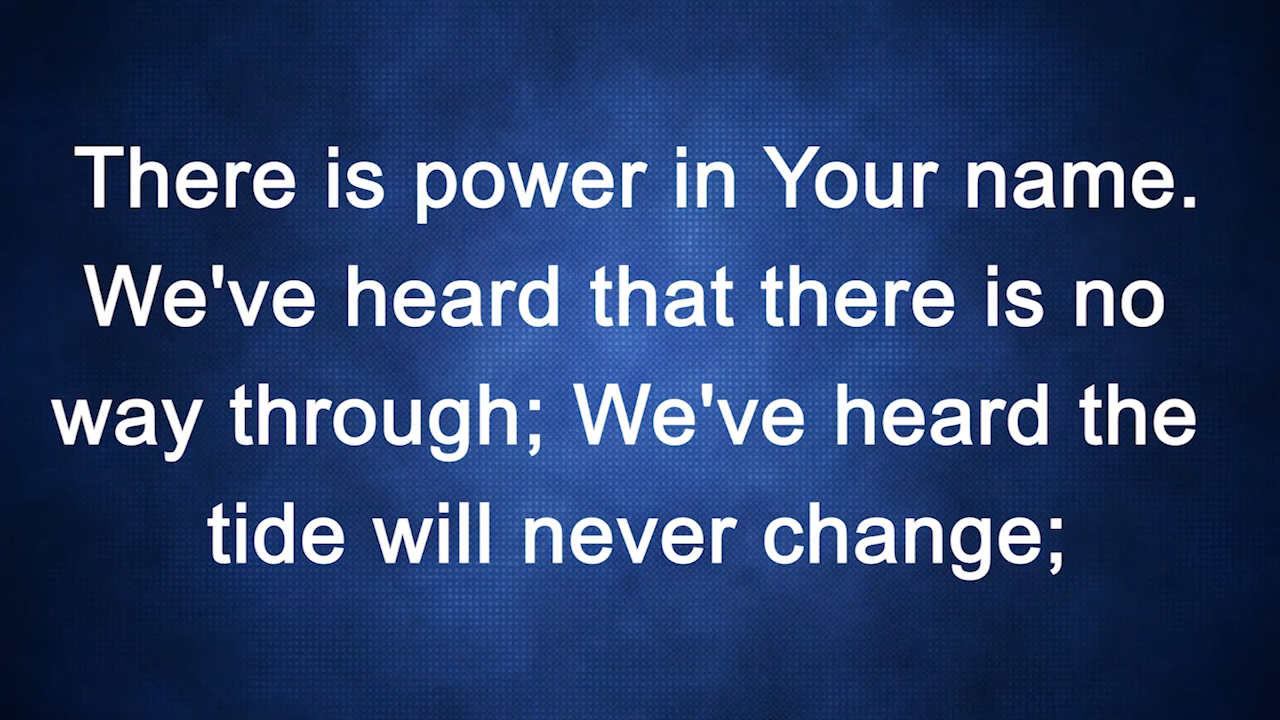 There is power in Your name.
We've heard that there is no
way through; We've heard the
tide will never change;